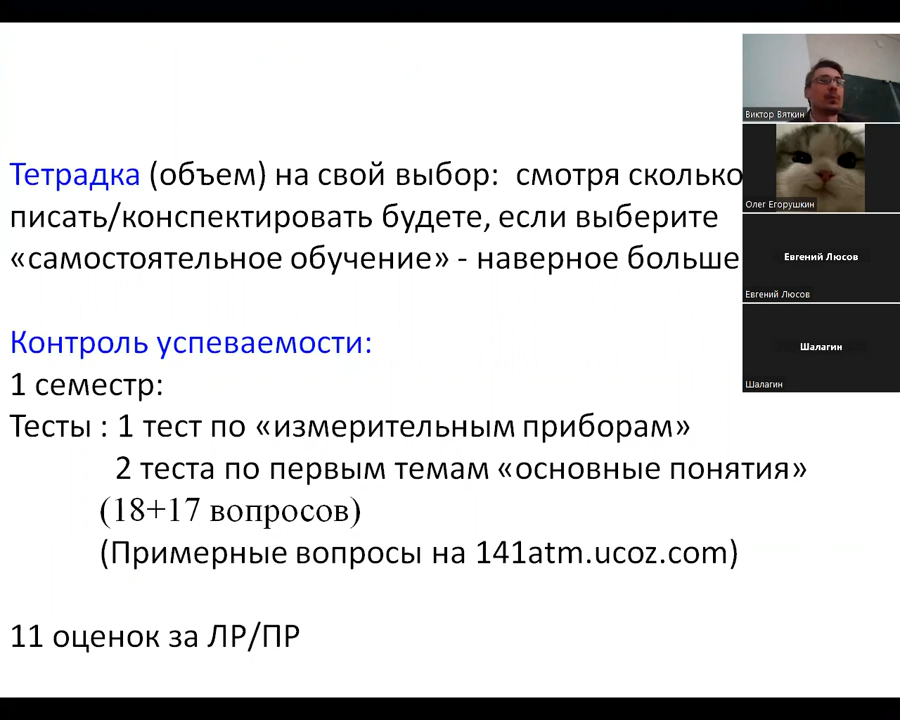 Тетрадка (объем) на свой выбор: смотря сколько
писать/конспектировать будете, если выберите
«самостоятельное обучение» - наверное больше
Контроль успеваемости:
1 семестр:
Тесты : 1 тест по «измерительным приборам»
2 теста по первым темам «основные понятия»
(18+17 вопросов)
(Примерные вопросы на 141atm.ucoz.com)
11 оценок за ЛР/ПР
Виктор Вяткин
Олег Егорушкин
Евгений Люсов
Евгений Люсов
Шалагин
Шалагин